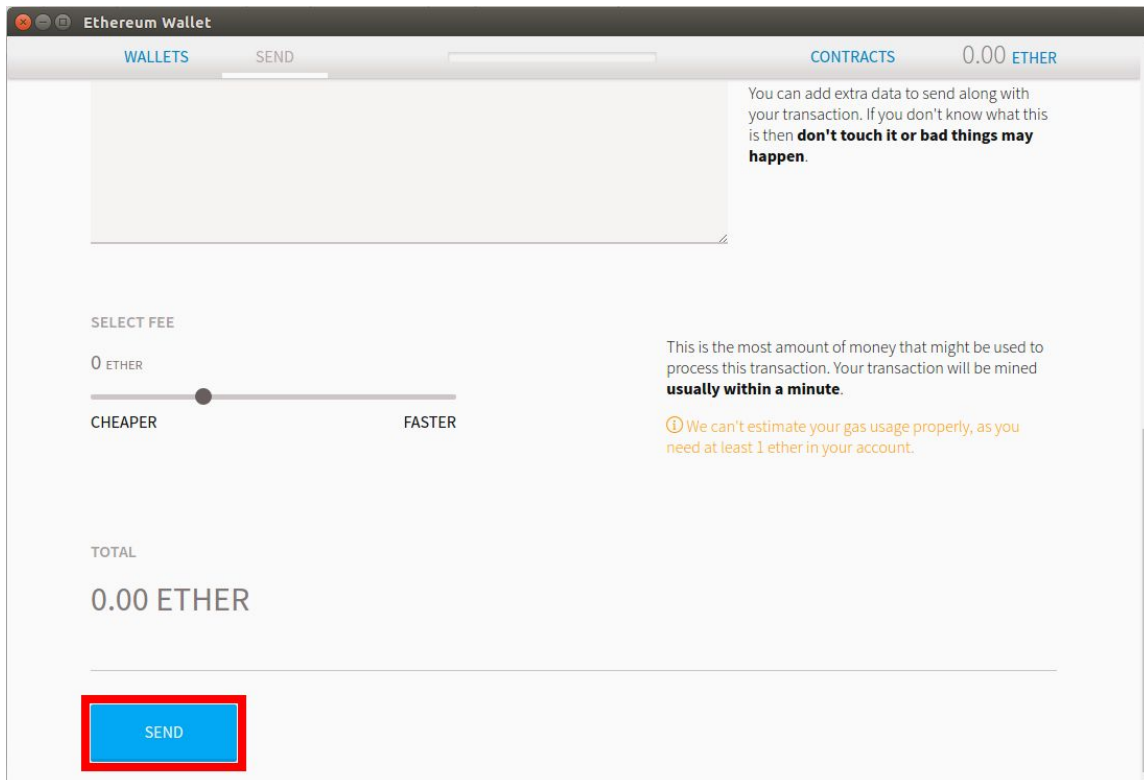 Ethereum Wallet
WALLETS SEND CONTRACTS 0.00 ETHER
You can add extra data to send along with
your transaction. If you don't know what this
is then don't touch it or bad things may
happen.
SELECT FEE
0 ETHER
CHEAPER FASTER
This is the most amount of money that might be used to
process this transaction. Your transaction will be mined
usually within a minute.
We can't estimate your gas usage properly, as you
need at least 1 ether in your account.
TOTAL
0.00 ETHER
SEND